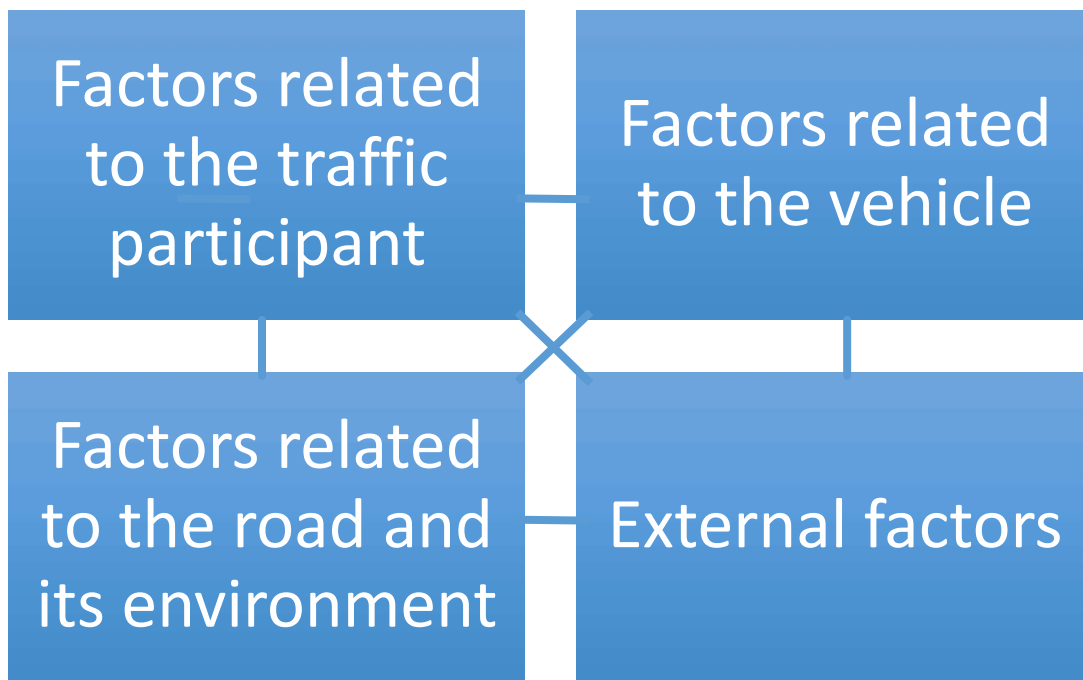 Factors related
to the traffic
participant
Factors related
to the vehicle
Factors related
to the road and
its environment
External factors